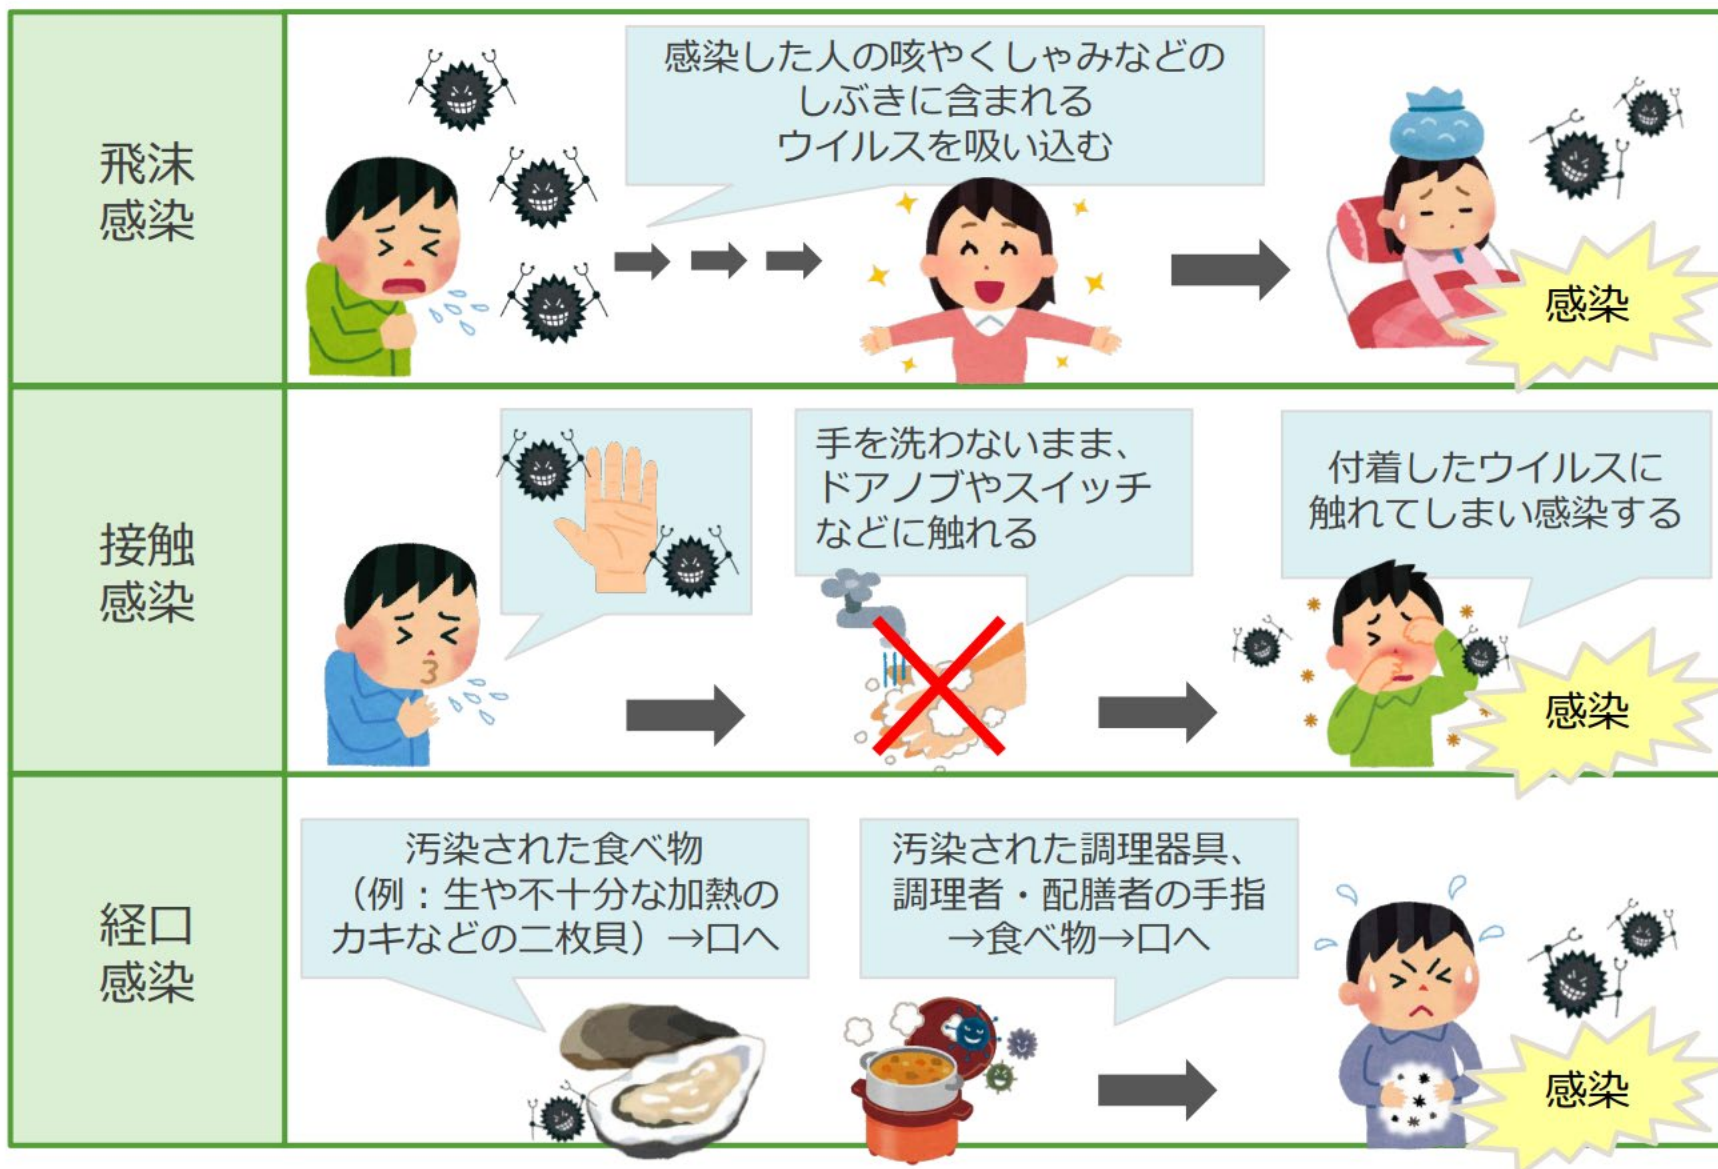 飛沫
感染
感染した人の咳やくしゃみなどの
しぶきに含まれる
ウイルスを吸い込む
感染
接触
感染
手を洗わないまま、
ドアノブやスイッチ
などに触れる
付着したウイルスに
触れてしまい感染する
感染
経口
感染
汚染された食べ物
（例：生や不十分な加熱の
カキなどの二枚貝）→口へ
汚染された調理器具、
調理者・配膳者の手指
→食べ物→口へ
感染